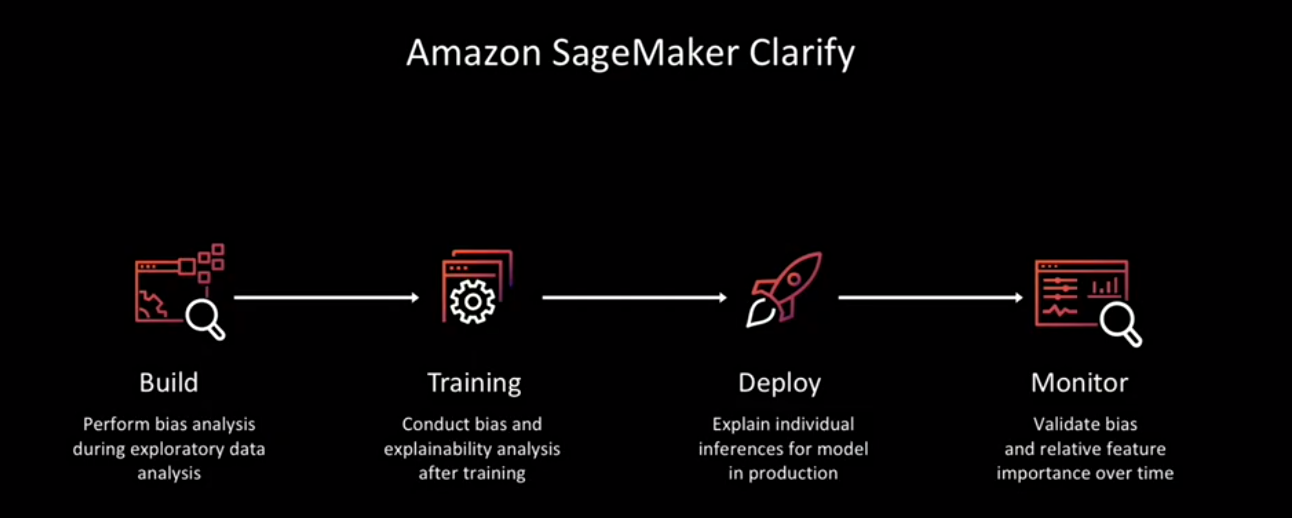 Amazon SageMaker Clarify
Build
Perform bias analysis
during exploratory data
analysis
Training
Conduct bias and
explainability analysis
after training
Deploy
Explain individual
inferences for model
in production
Monitor
Validate bias
and relative feature
importance over time